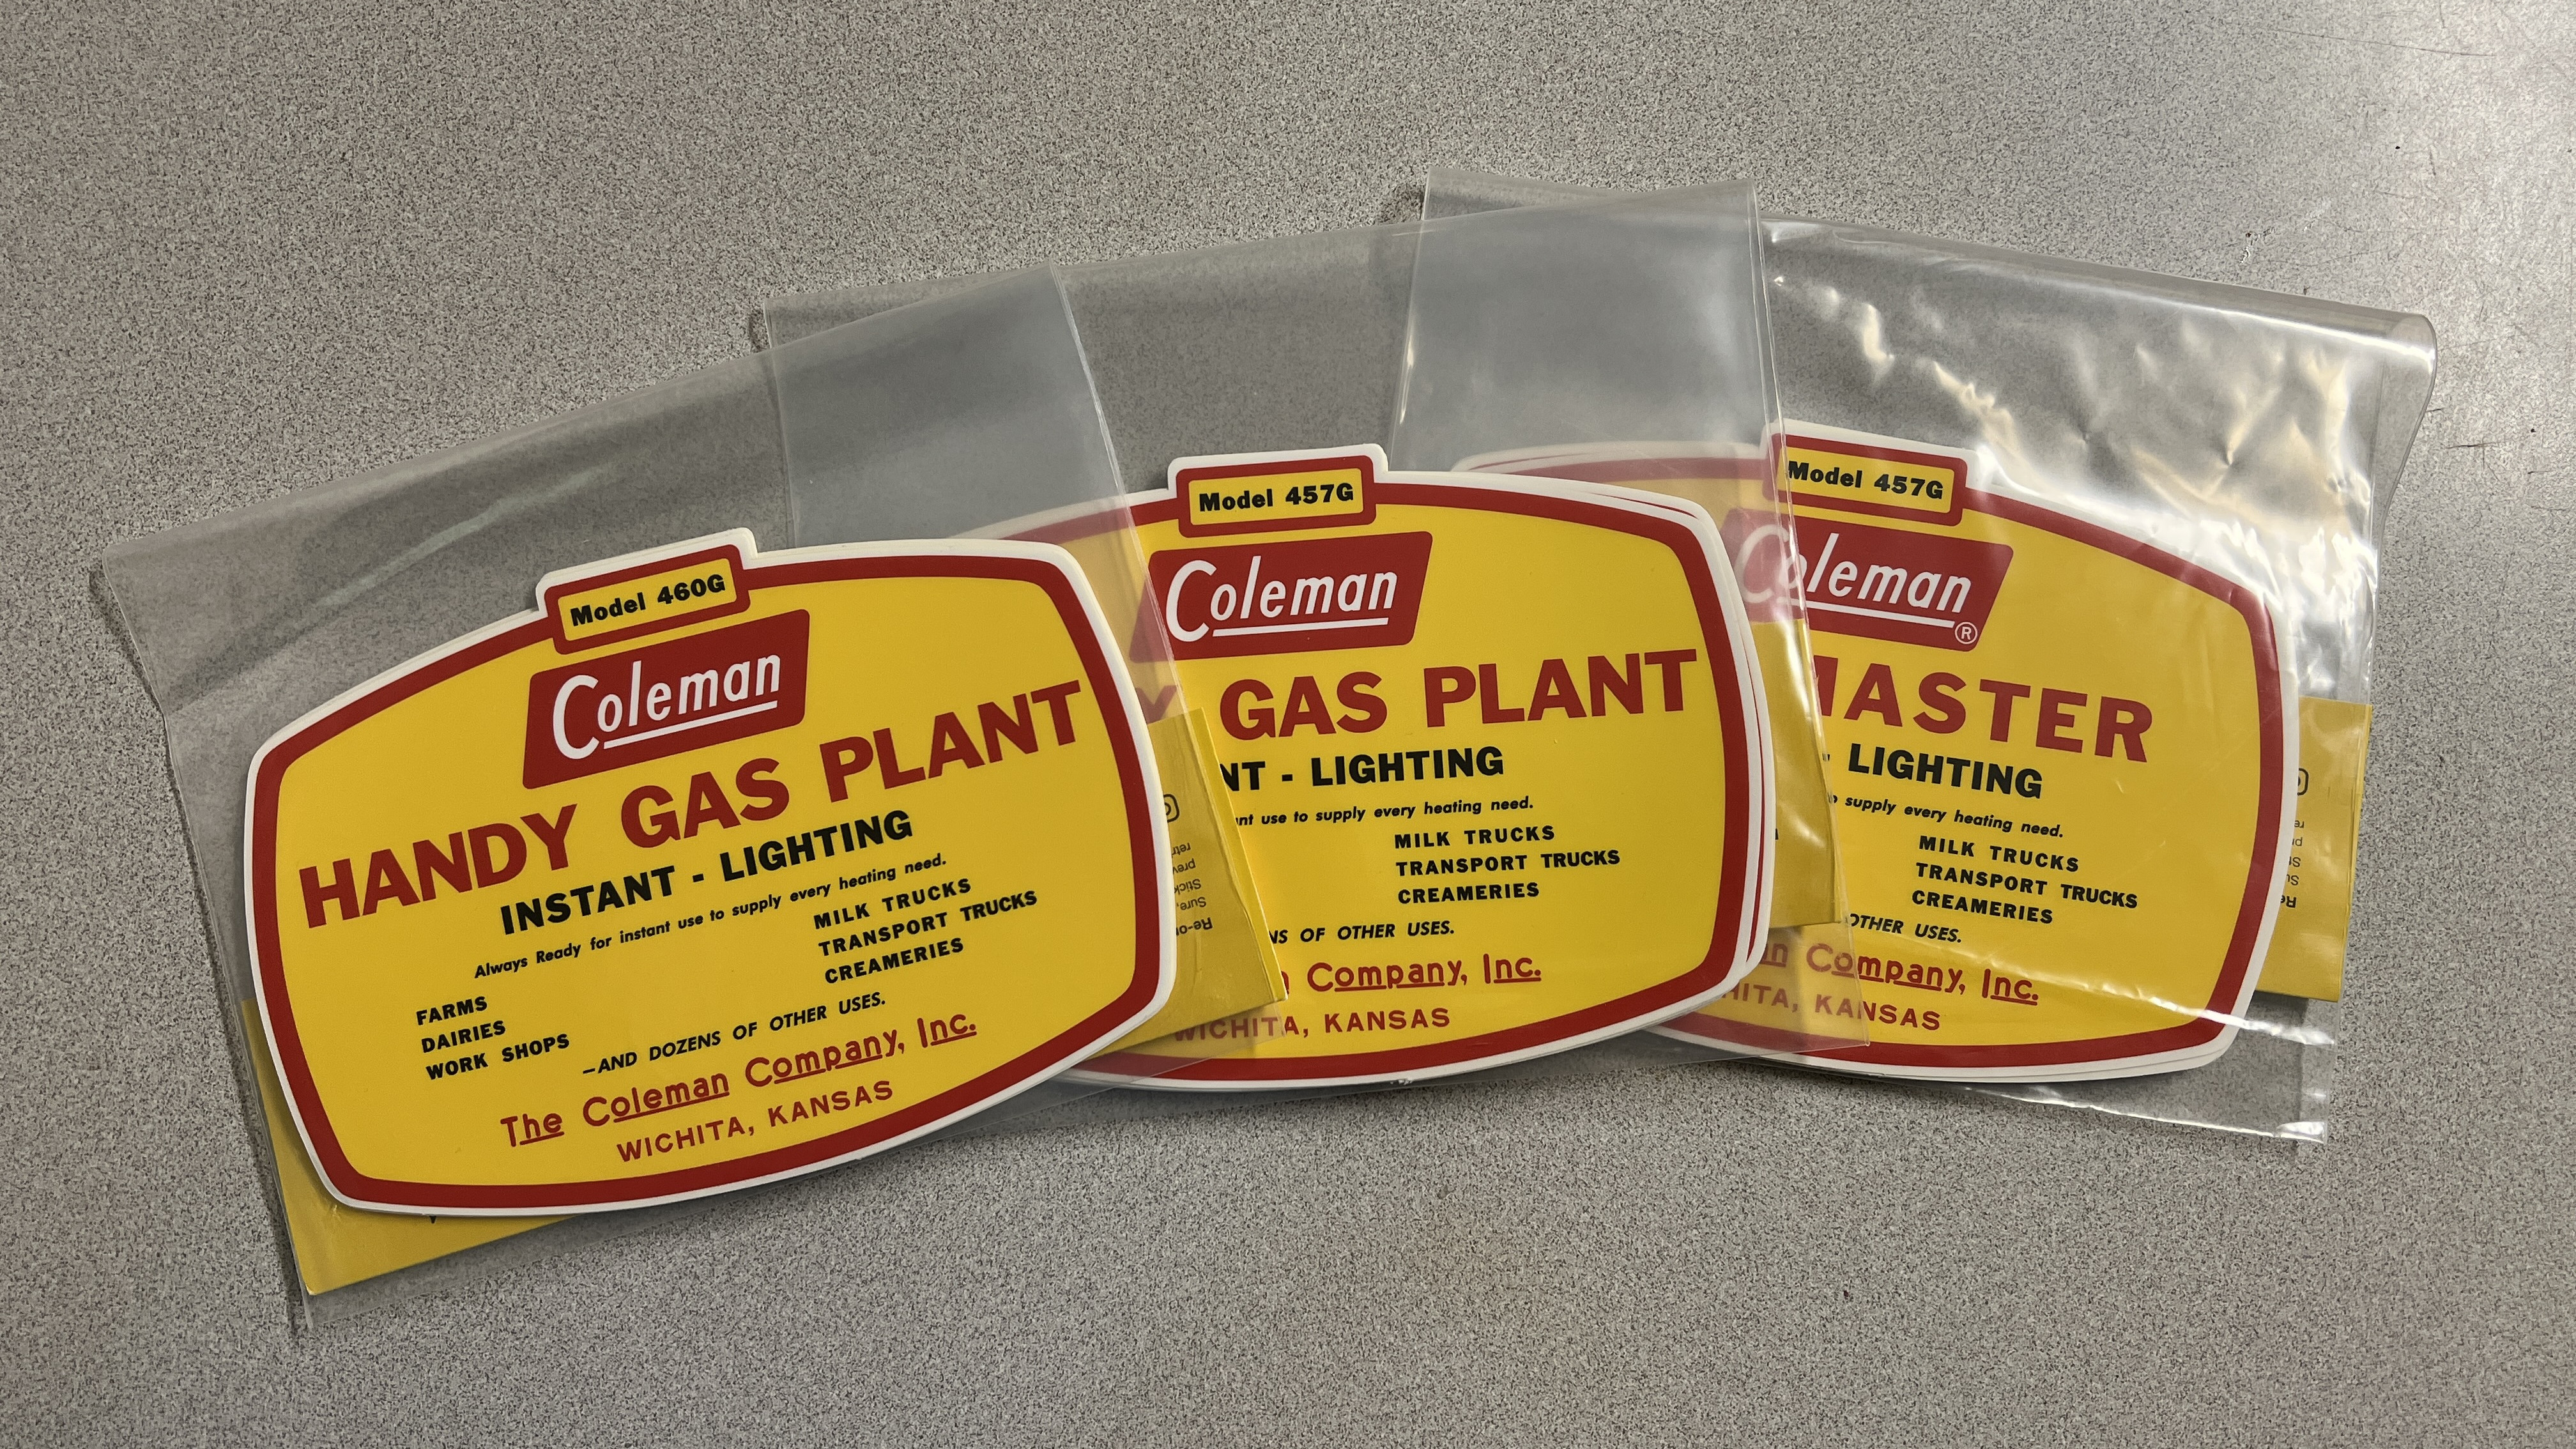 Model 460G
Coleman
HANDY GAS PLANT
INSTANT - LIGHTING
Always Ready for instant use to supply every heating need.
MILK TRUCKS
TRANSPORT TRUCKS
CREAMERIES
FARMS
DAIRIES
WORK SHOPS
—AND DOZENS OF OTHER USES.
The Coleman Company, Inc.
WICHITA, KANSAS
Model 457G
Coleman
Y GAS PLANT
NT - LIGHTING
nt use to supply every heating need.
MILK TRUCKS
TRANSPORT TRUCKS
CREAMERIES
NS OF OTHER USES.
n Company, Inc.
WICHITA, KANSAS
Model 457G
Coleman®
MASTER
- LIGHTING
supply every heating need.
MILK TRUCKS
TRANSPORT TRUCKS
CREAMERIES
OTHER USES.
n Company, Inc.
HITA, KANSAS